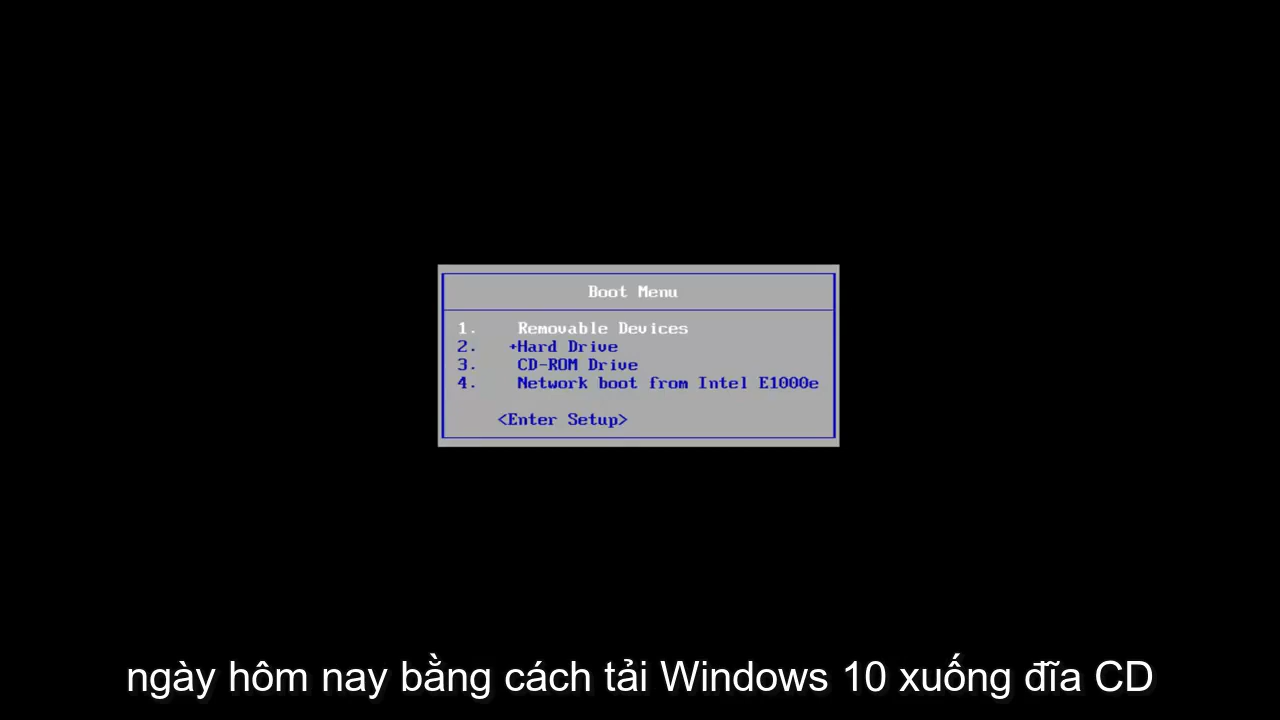 Boot Menu
1. Removable Devices
2. +Hard Drive
3. CD-ROM Drive
4. Network boot from Intel E1000e
<Enter Setup>
ngày hôm nay bằng cách tải Windows 10 xuống đĩa CD